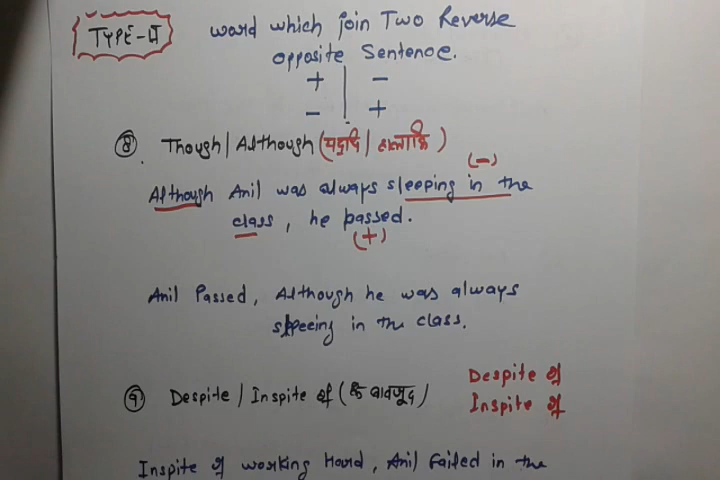 TYPE-II
word which join Two Reverse
opposite Sentence.
+ | -
- | +
⑧ Though / Although (यद्यपि / हालाकि)
(-)
Although Anil was always sleeping in the
class, he passed.
(+)
Anil Passed, Although he was always
in the class.
⑨ Despite / Inspite of (के बावजूद)
Despite of
Inspite of
Inspite of working Hard, Anil Failed in the